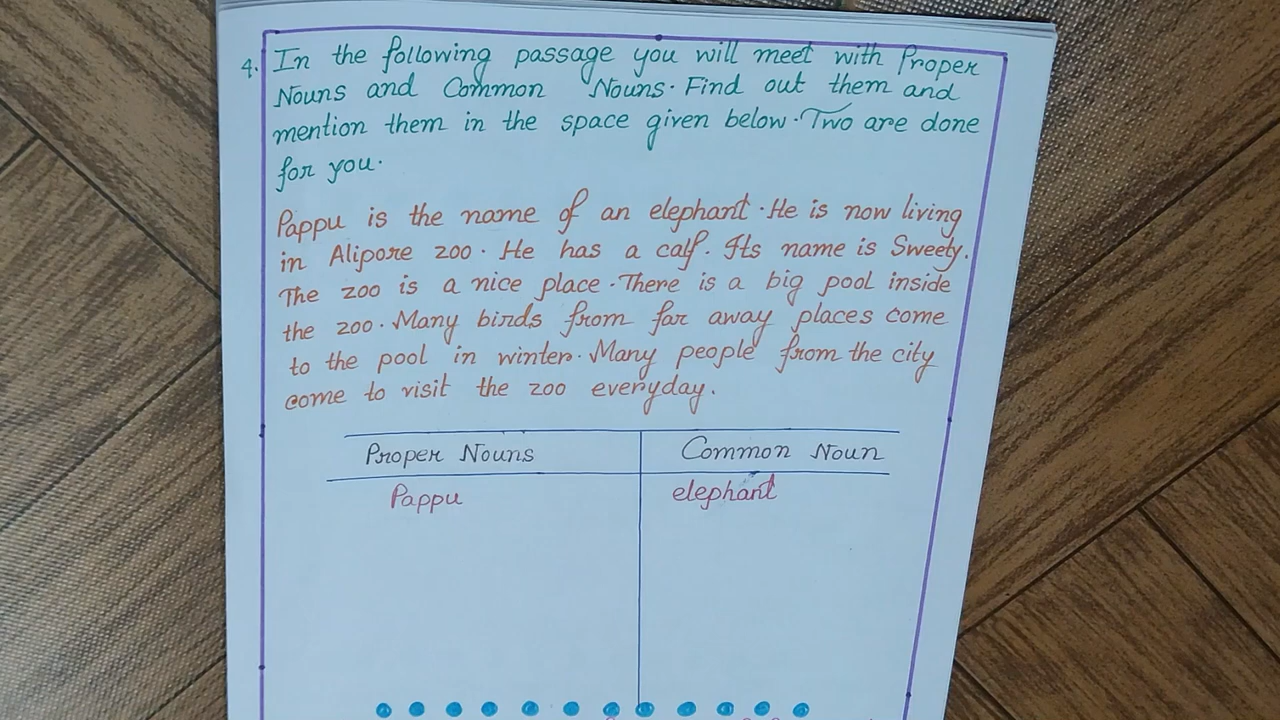 4. In the following passage you will meet with Proper
Nouns and Common Nouns. Find out them and
mention them in the space given below. Two are done
for you.
Pappu is the name of an elephant. He is now living
in Alipore zoo. He has a calf. Its name is Sweety.
The zoo is a nice place. There is a big pool inside
the zoo. Many birds from far away places come
to the pool in winter. Many people from the city
come to visit the zoo everyday.
Proper Nouns Common Noun
Pappu elephant